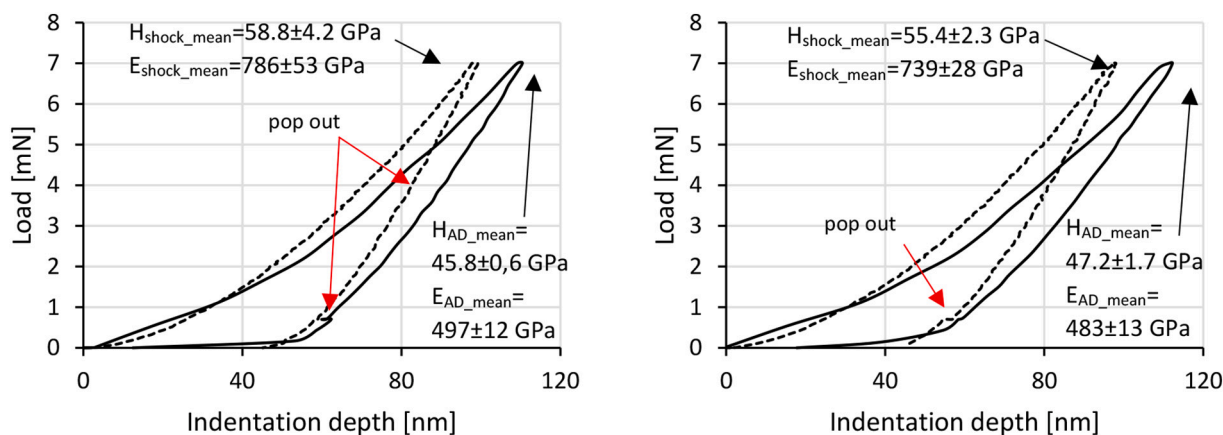 8
7
6
5
4
3
2
1
0
Load [mN]
H_shock_mean=58.8±4.2 GPa
E_shock_mean=786±53 GPa
pop out
H_AD_mean=
45.8±0,6 GPa
E_AD_mean=
497±12 GPa
0 40 80 120
Indentation depth [nm]
8
7
6
5
4
3
2
1
0
Load [mN]
H_shock_mean=55.4±2.3 GPa
E_shock_mean=739±28 GPa
pop out
H_AD_mean=
47.2±1.7 GPa
E_AD_mean=
483±13 GPa
0 40 80 120
Indentation depth [nm]